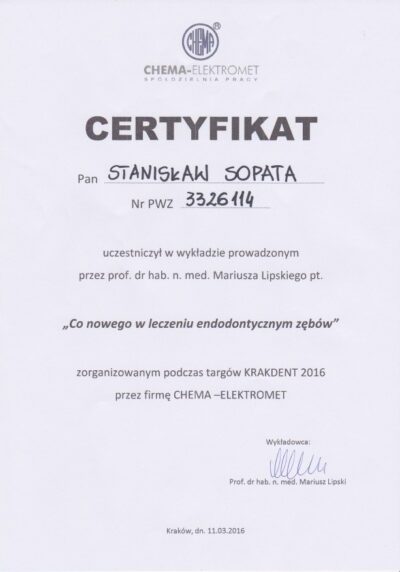 CHEMA
®
CHEMA-ELEKTROMET
SPÓŁDZIELNIA PRACY
CERTYFIKAT
Pan STANISŁAW SOPATA
Nr PWZ 3326114
uczestniczył w wykładzie prowadzonym
przez prof. dr hab. n. med. Mariusza Lipskiego pt.
„Co nowego w leczeniu endodontycznym zębów”
zorganizowanym podczas targów KRAKDENT 2016
przez firmę CHEMA –ELEKTROMET
Wykładowca:
Prof. dr hab. n. med. Mariusz Lipski
Kraków, dn. 11.03.2016